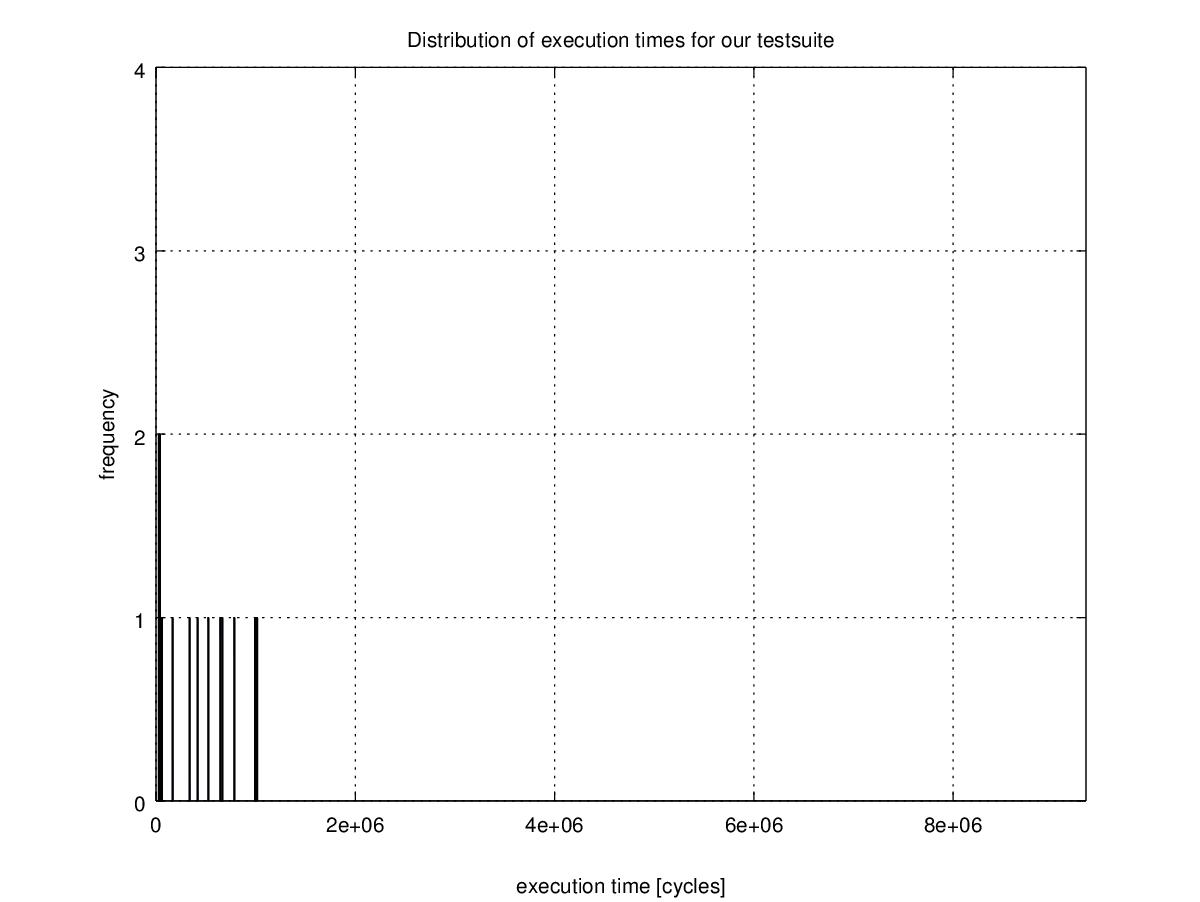 Distribution of execution times for our testsuite
4
3
2
1
0
frequency
0 2e+06 4e+06 6e+06 8e+06
execution time [cycles]